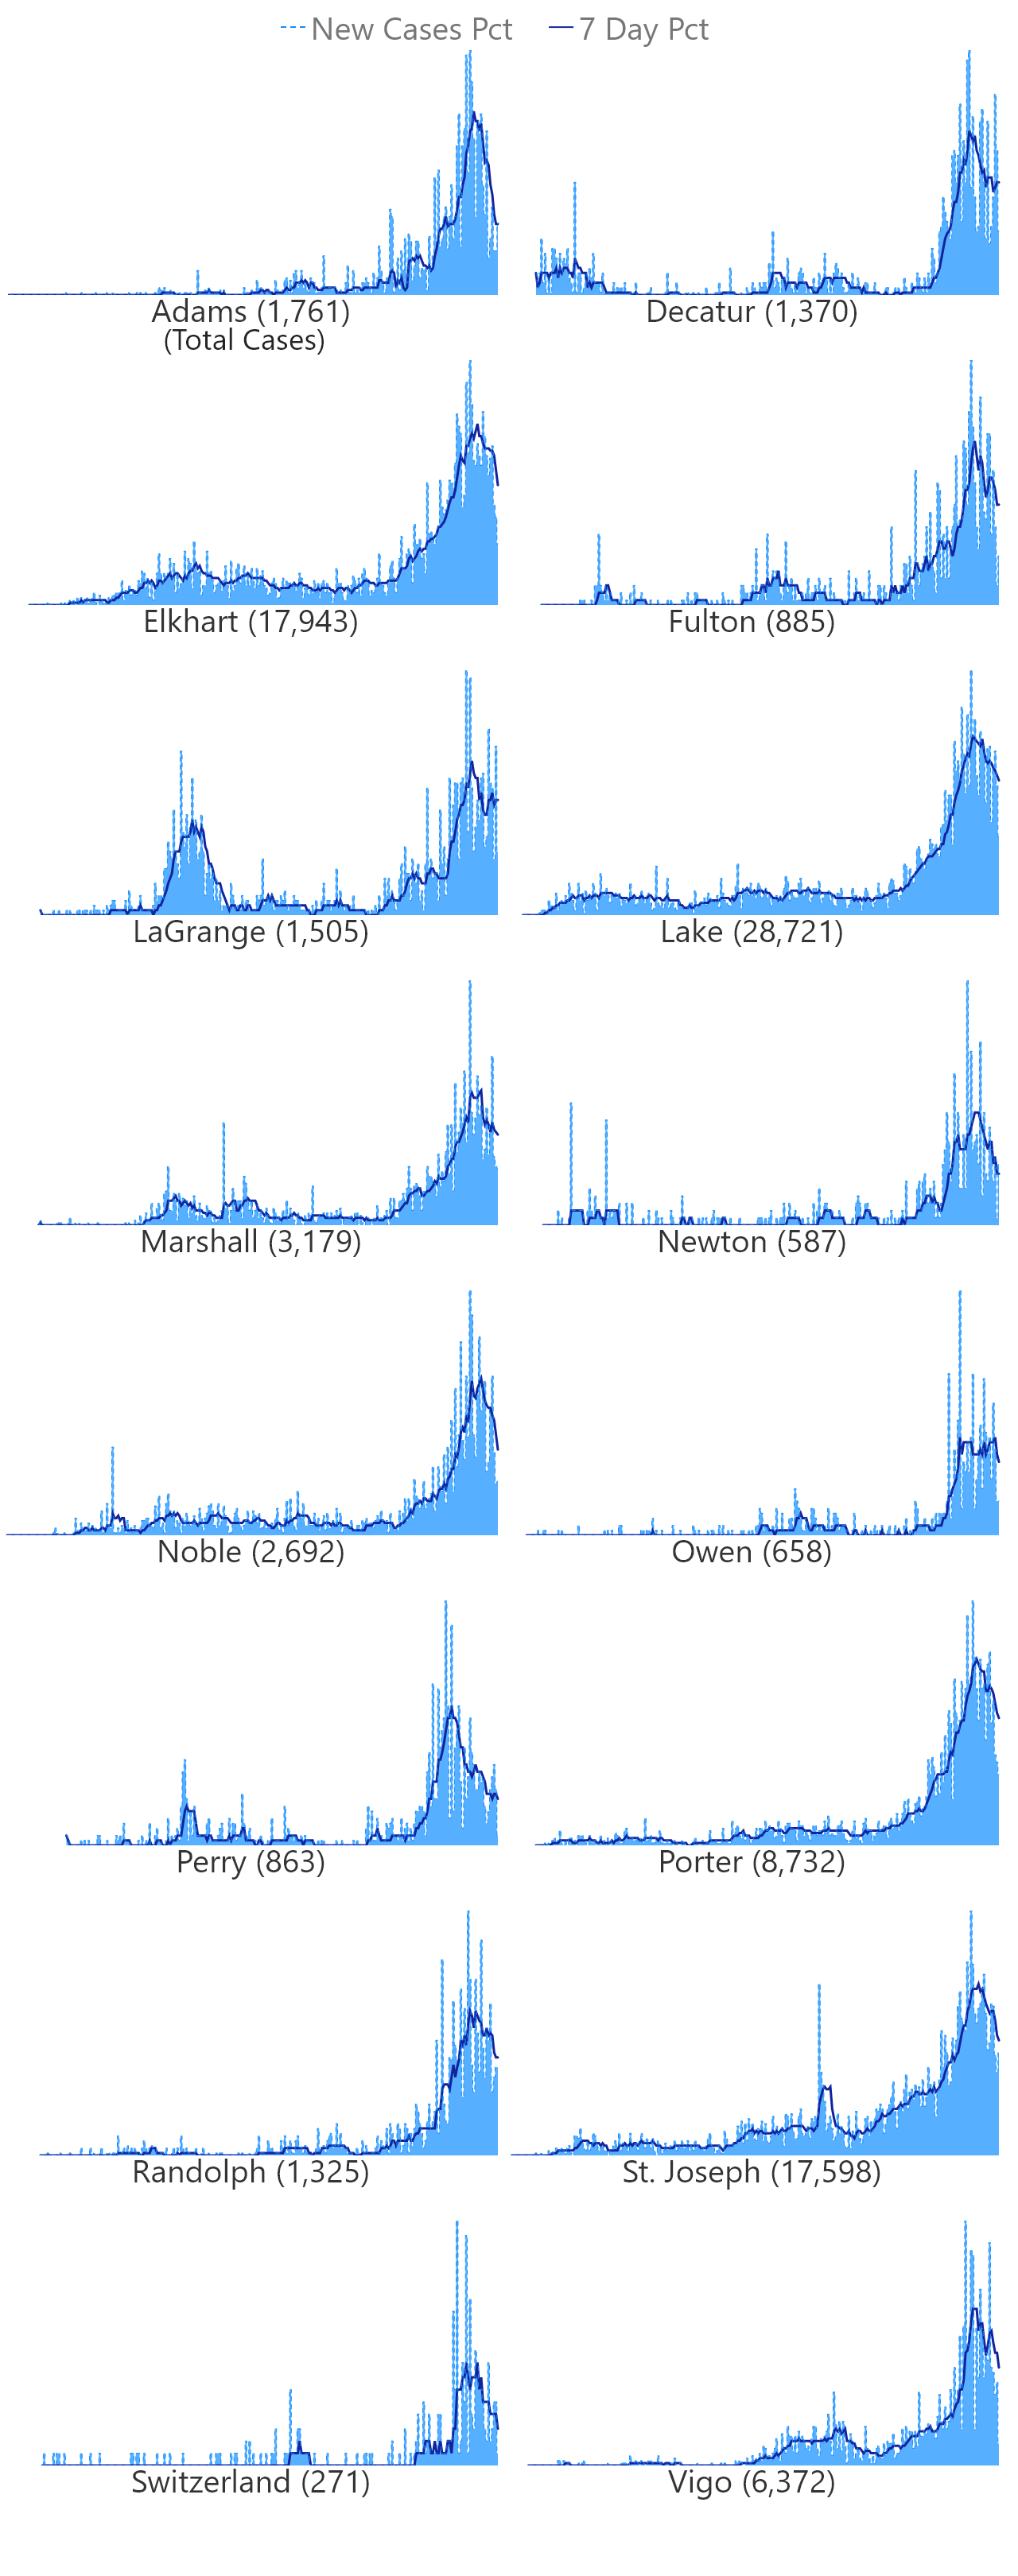 New Cases Pct 7 Day Pct
Adams (1,761) Decatur (1,370)
(Total Cases)
Elkhart (17,943) Fulton (885)
LaGrange (1,505) Lake (28,721)
Marshall (3,179) Newton (587)
Noble (2,692) Owen (658)
Perry (863) Porter (8,732)
Randolph (1,325) St. Joseph (17,598)
Switzerland (271) Vigo (6,372)